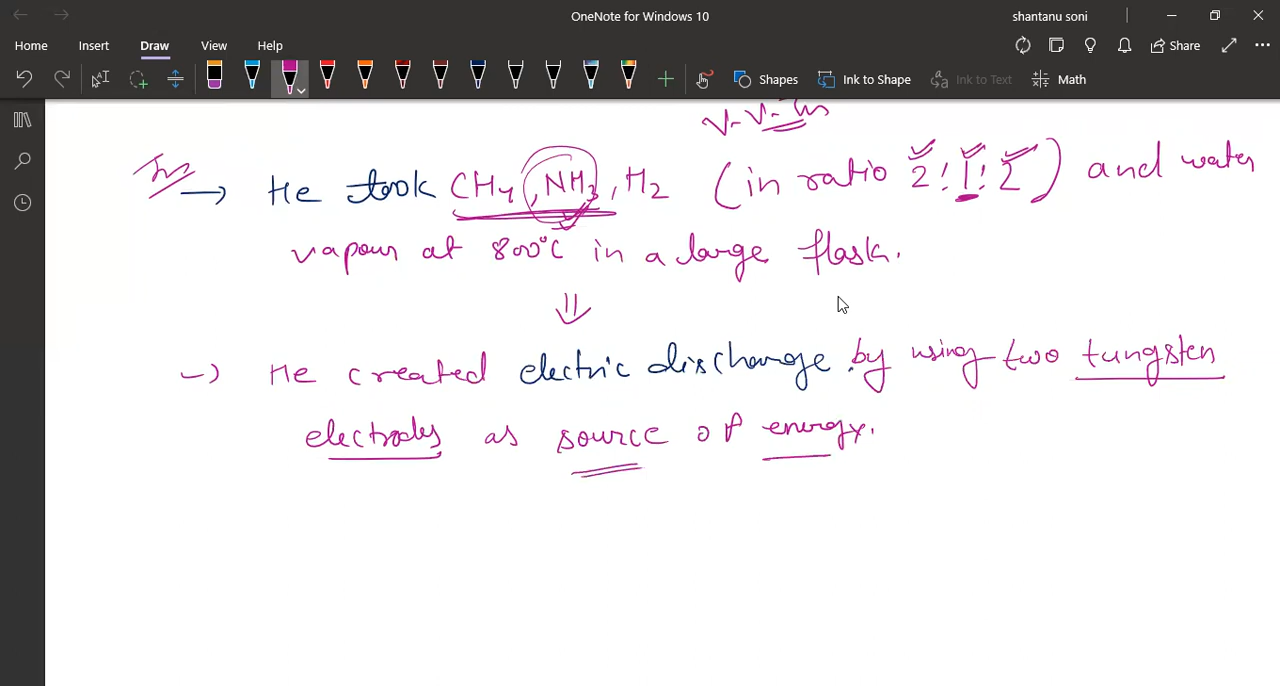 OneNote for Windows 10
shantanu soni
Home Insert Draw View Help
Share
Shapes Ink to Shape Ink to Text Math
V. V. Ims
→ He took CH4, NH3, H2 (in ratio 2:1:2) and water
vapour at 800°C in a large flask.
⇓
→ He created electric discharge by using two tungsten
electrodes as source of energy.